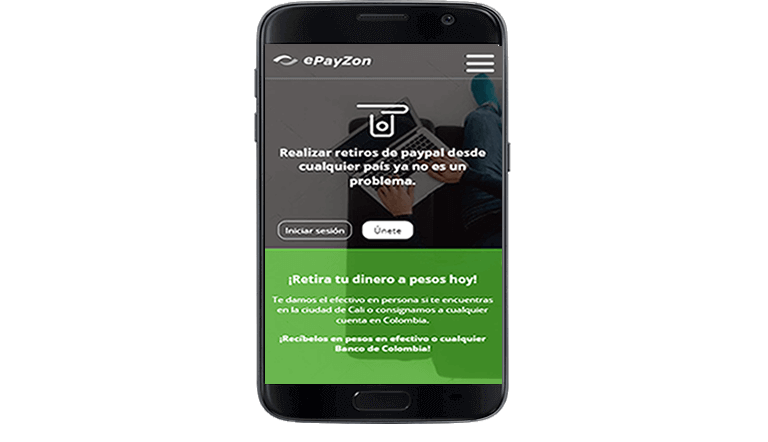 ePayZon
Realizar retiros de paypal desde
cualquier país ya no es un
problema.
Iniciar sesión
Únete
¡Retira tu dinero a pesos hoy!
Te damos el efectivo en persona si te encuentras
en la ciudad de Cali o consignamos a cualquier
cuenta en Colombia.
¡Recíbelos en pesos en efectivo o cualquier
Banco de Colombia!